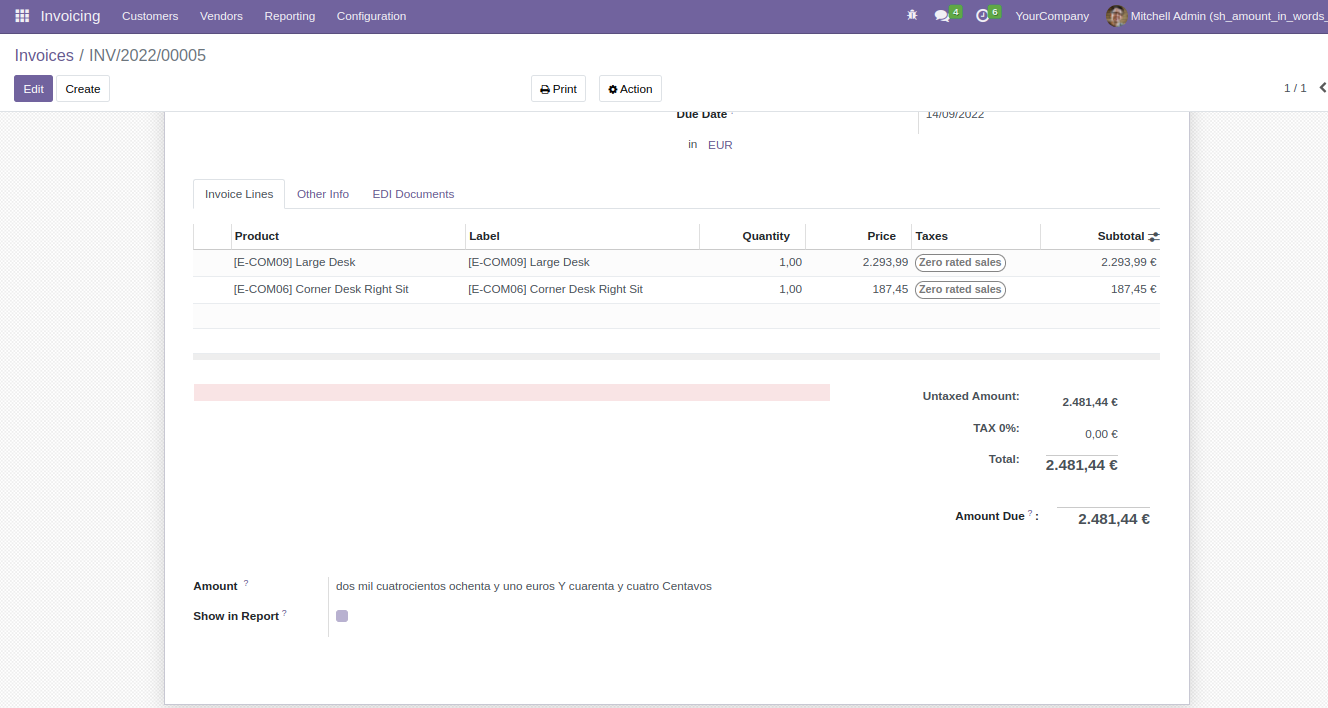 Invoicing Customers Vendors Reporting Configuration 4 6 YourCompany Mitchell Admin (sh_amount_in_words_
Invoices / INV/2022/00005
Edit Create Print Action 1 / 1
Due Date 14/09/2022
in EUR
Invoice Lines Other Info EDI Documents
Product Label Quantity Price Taxes Subtotal
[E-COM09] Large Desk [E-COM09] Large Desk 1,00 2.293,99 Zero rated sales 2.293,99 €
[E-COM06] Corner Desk Right Sit [E-COM06] Corner Desk Right Sit 1,00 187,45 Zero rated sales 187,45 €
Untaxed Amount: 2.481,44 €
TAX 0%: 0,00 €
Total: 2.481,44 €
Amount Due ? : 2.481,44 €
Amount ? dos mil cuatrocientos ochenta y uno euros Y cuarenta y cuatro Centavos
Show in Report ?